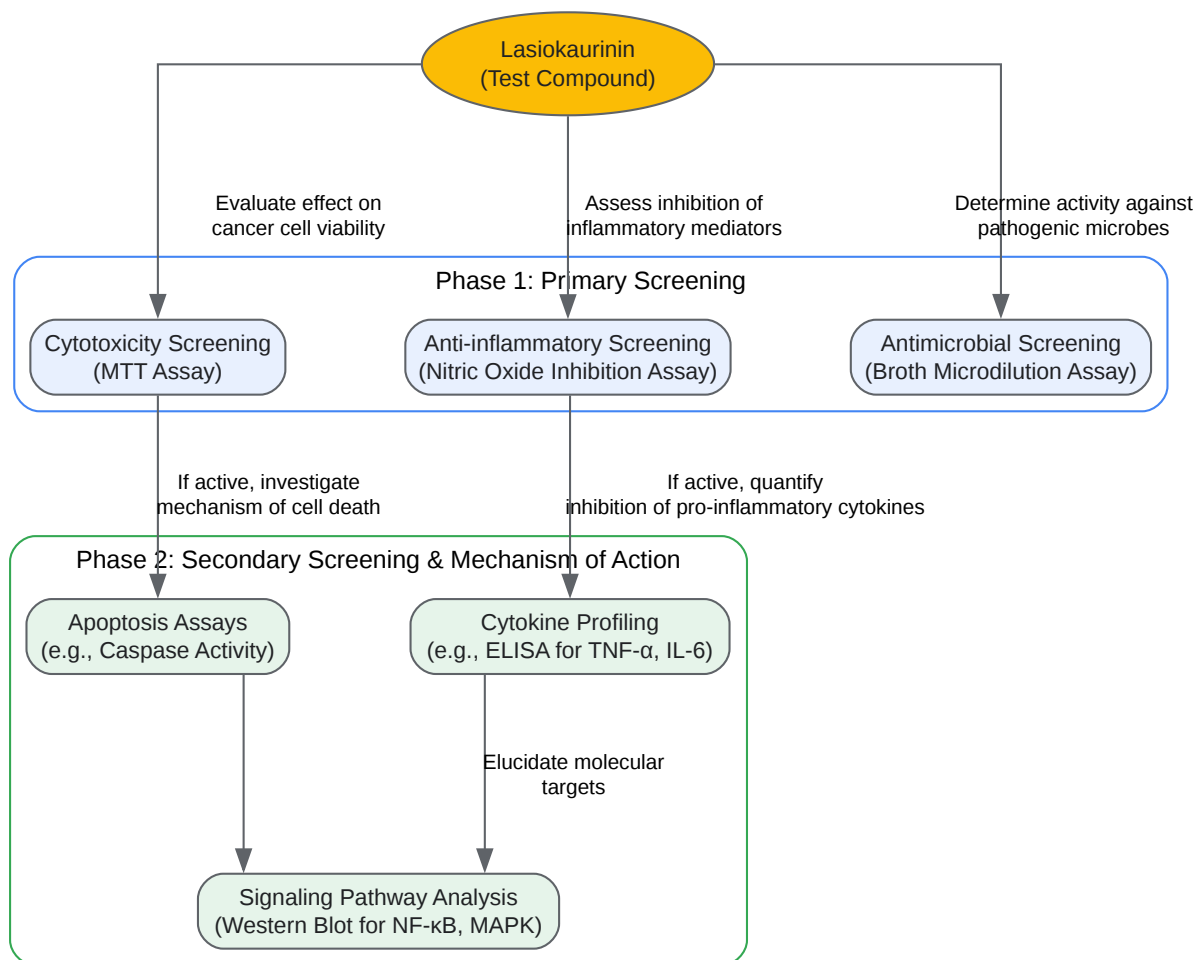 Lasiokaurinin
(Test Compound)
Evaluate effect on
cancer cell viability
Assess inhibition of
inflammatory mediators
Determine activity against
pathogenic microbes
Phase 1: Primary Screening
Cytotoxicity Screening
(MTT Assay)
Anti-inflammatory Screening
(Nitric Oxide Inhibition Assay)
Antimicrobial Screening
(Broth Microdilution Assay)
If active, investigate
mechanism of cell death
If active, quantify
inhibition of pro-inflammatory cytokines
Phase 2: Secondary Screening & Mechanism of Action
Apoptosis Assays
(e.g., Caspase Activity)
Cytokine Profiling
(e.g., ELISA for TNF-α, IL-6)
Elucidate molecular
targets
Signaling Pathway Analysis
(Western Blot for NF-κB, MAPK)